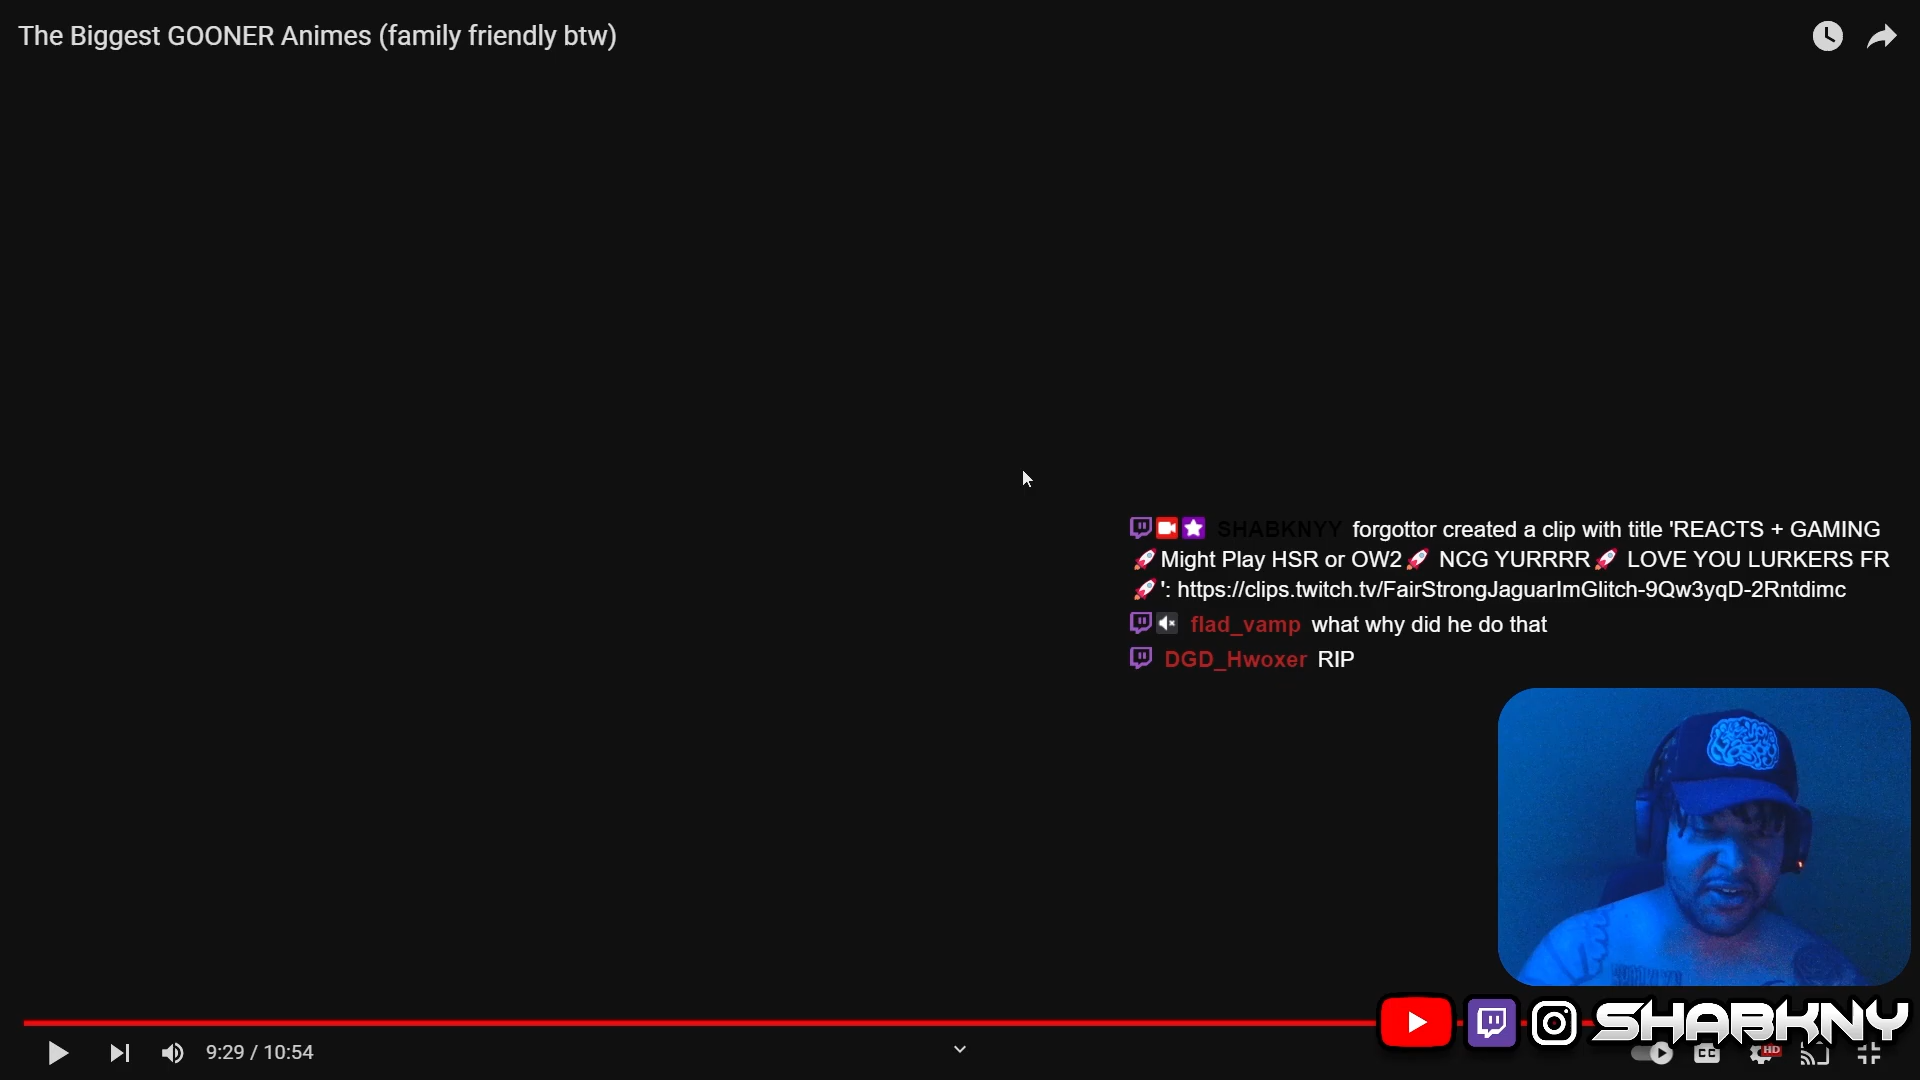 The Biggest GOONER Animes (family friendly btw)
SHABKNYY forgottor created a clip with title 'REACTS + GAMING
🚀Might Play HSR or OW2🚀 NCG YURRRR🚀 LOVE YOU LURKERS FR
🚀': https://clips.twitch.tv/FairStrongJaguarImGlitch-9Qw3yqD-2Rntdimc
flad_vamp what why did he do that
DGD_Hwoxer RIP
SHABKNY
9:29 / 10:54
CC
HD